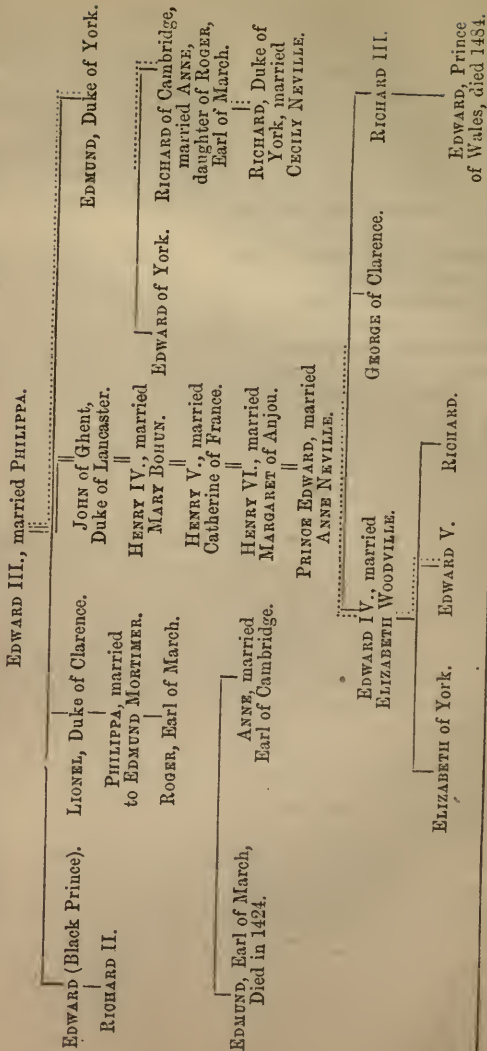 EDWARD III., married PHILIPPA.
EDWARD (Black Prince).
RICHARD II.
LIONEL, Duke of Clarence.
PHILIPPA, married
to EDMUND MORTIMER.
ROGER, Earl of March.
EDMUND, Earl of March,
Died in 1424.
ANNE, married
Earl of Cambridge.
JOHN of Ghent,
Duke of Lancaster.
HENRY IV., married
MARY BOHUN.
HENRY V., married
Catherine of France.
HENRY VI., married
MARGARET of Anjou.
PRINCE EDWARD, married
ANNE NEVILLE.
EDMUND, Duke of York.
EDWARD of York.
RICHARD of Cambridge,
married ANNE,
daughter of ROGER,
Earl of March.
RICHARD, Duke of
York, married
CECILY NEVILLE.
EDWARD IV., married
ELIZABETH WOODVILLE.
GEORGE of Clarence.
RICHARD III.
ELIZABETH of York.
EDWARD V.
RICHARD.
EDWARD, Prince
of Wales, died 1484.